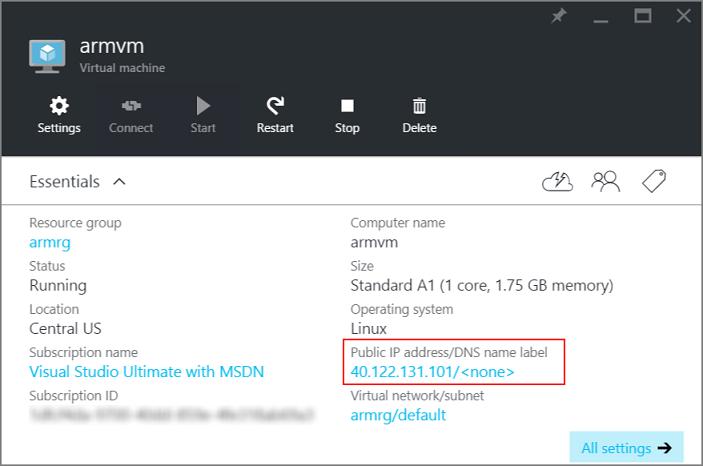 armvm
Virtual machine
Settings
Connect
Start
Restart
Stop
Delete
Essentials
Resource group
armrg
Status
Running
Location
Central US
Subscription name
Visual Studio Ultimate with MSDN
Subscription ID
Computer name
armvm
Size
Standard A1 (1 core, 1.75 GB memory)
Operating system
Linux
Public IP address/DNS name label
40.122.131.101/<none>
Virtual network/subnet
armrg/default
All settings